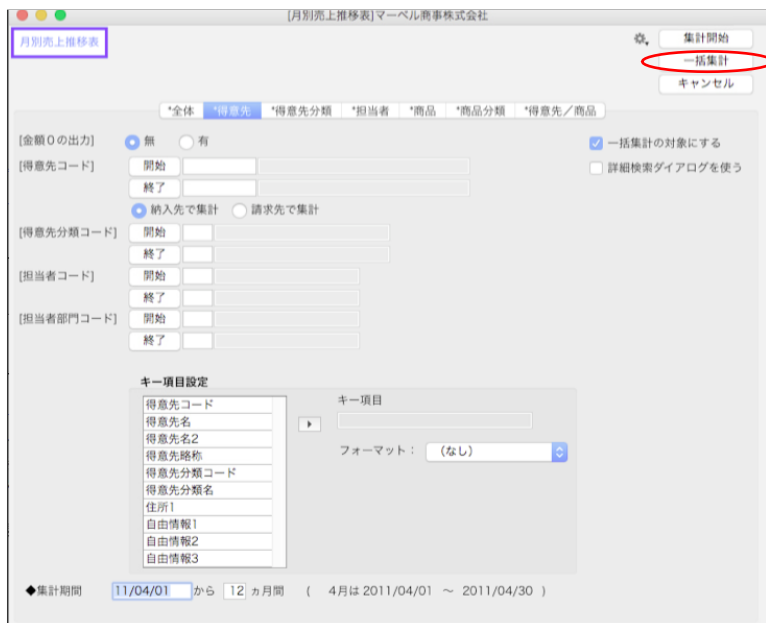 [月別売上推移表]マーベル商事株式会社
月別売上推移表
集計開始
一括集計
キャンセル
*全体 *得意先 *得意先分類 *担当者 *商品 *商品分類 *得意先／商品
[金額０の出力] 無 有
一括集計の対象にする
[得意先コード] 開始
詳細検索ダイアログを使う
終了
納入先で集計 請求先で集計
[得意先分類コード] 開始
終了
[担当者コード] 開始
終了
[担当者部門コード] 開始
終了
キー項目設定
得意先コード
得意先名
得意先名2
得意先略称
得意先分類コード
得意先分類名
住所1
自由情報1
自由情報2
自由情報3
キー項目
フォーマット： (なし)
◆集計期間 11/04/01 から 12 ヵ月間 ( 4月は 2011/04/01 ～ 2011/04/30 )